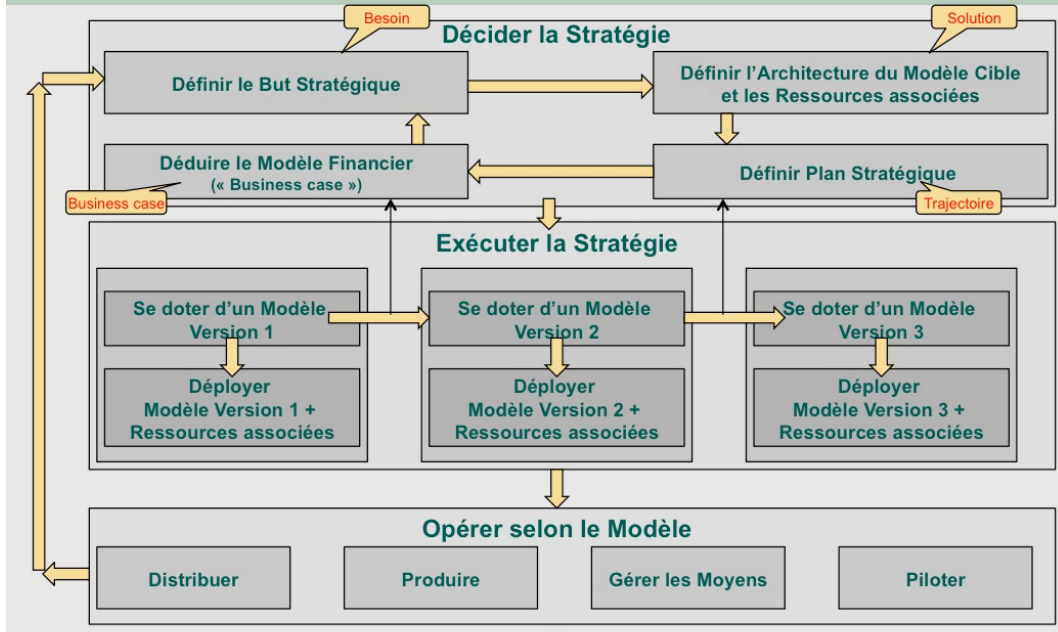 Besoin
Solution
Décider la Stratégie
Définir le But Stratégique
Définir l'Architecture du Modèle Cible
et les Ressources associées
Déduire le Modèle Financier
(« Business case »)
Définir Plan Stratégique
Business case
Trajectoire
Exécuter la Stratégie
Se doter d'un Modèle
Version 1
Se doter d'un Modèle
Version 2
Se doter d'un Modèle
Version 3
Déployer
Modèle Version 1 +
Ressources associées
Déployer
Modèle Version 2 +
Ressources associées
Déployer
Modèle Version 3 +
Ressources associées
Opérer selon le Modèle
Distribuer
Produire
Gérer les Moyens
Piloter